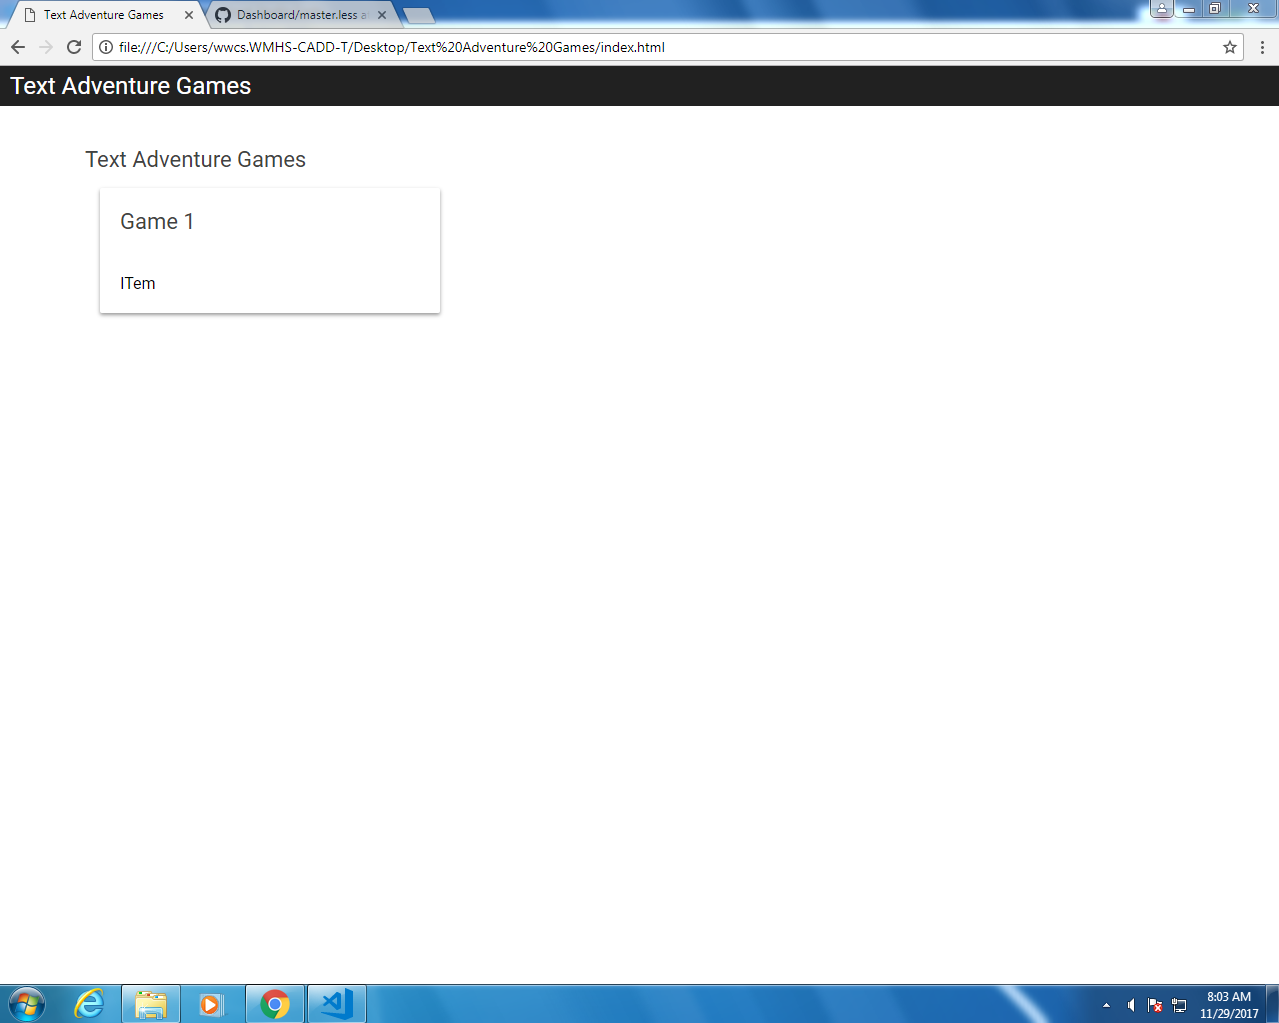 Text Adventure Games
Dashboard/master.less a
file:///C:/Users/wwcs.WMHS-CADD-T/Desktop/Text%20Adventure%20Games/index.html
Text Adventure Games
Text Adventure Games
Game 1
ITem
8:03 AM
11/29/2017